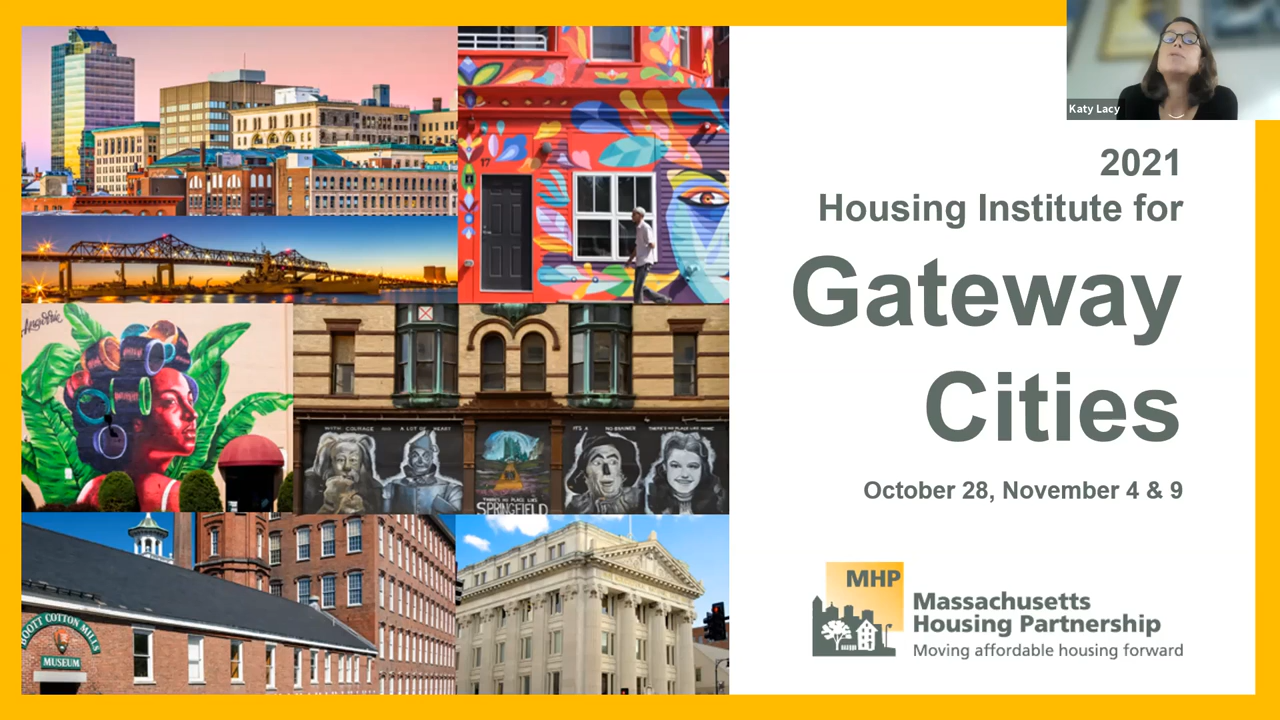 Katy Lacy
2021
Housing Institute for
Gateway
Cities
October 28, November 4 & 9
MHP
Massachusetts
Housing Partnership
Moving affordable housing forward
17
WITH COURAGE AND A LOT OF HEART
IT'S A NO BRAINER THERE'S NO PLACE LIKE HOME
THERE'S NO PLACE LIKE
SPRINGFIELD
BOOTT COTTON MILLS
MUSEUM